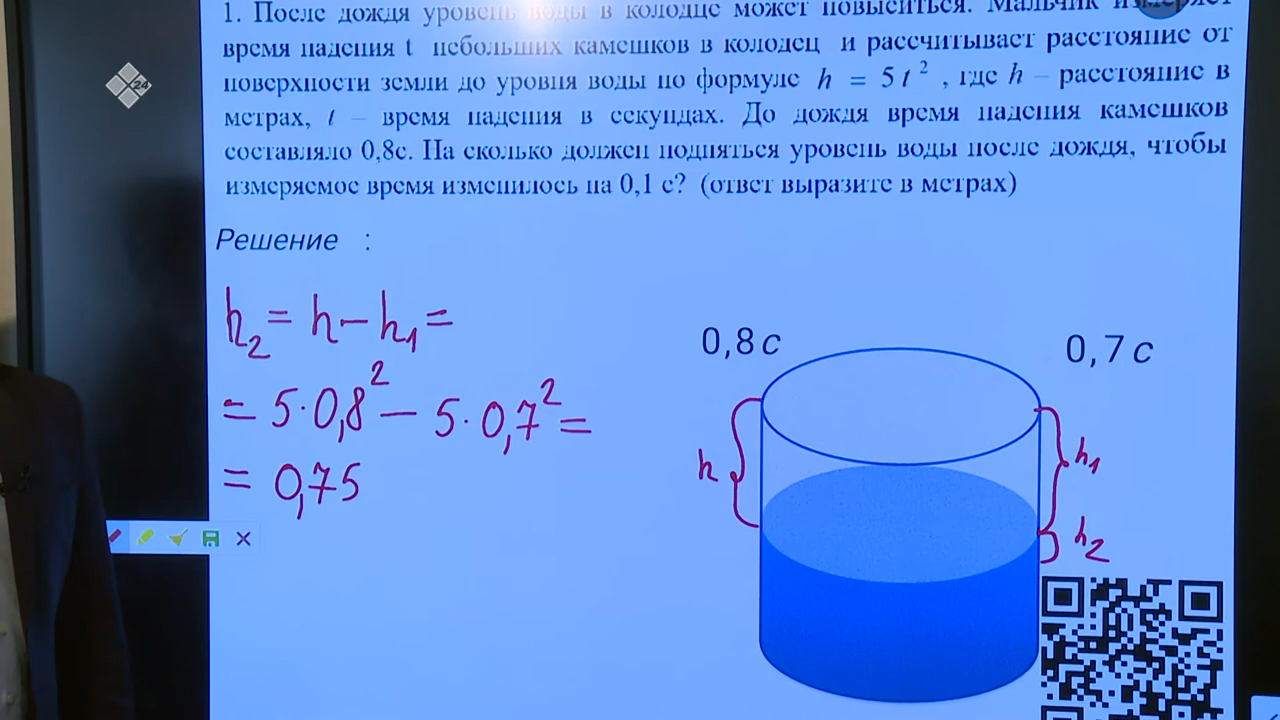 1. После дождя уровень воды в колодце может повыситься. Мальчик измеряет
время падения t небольших камешков в колодец и рассчитывает расстояние от
поверхности земли до уровня воды по формуле h = 5t², где h – расстояние в
метрах, t – время падения в секундах. До дождя время падения камешков
составляло 0,8с. На сколько должен подняться уровень воды после дождя, чтобы
измеряемое время изменилось на 0,1 с? (ответ выразите в метрах)
Решение :
h₂ = h – h₁ =
= 5·0,8² – 5·0,7² =
= 0,75
0,8 с
0,7 с
h
h₁
h₂
24